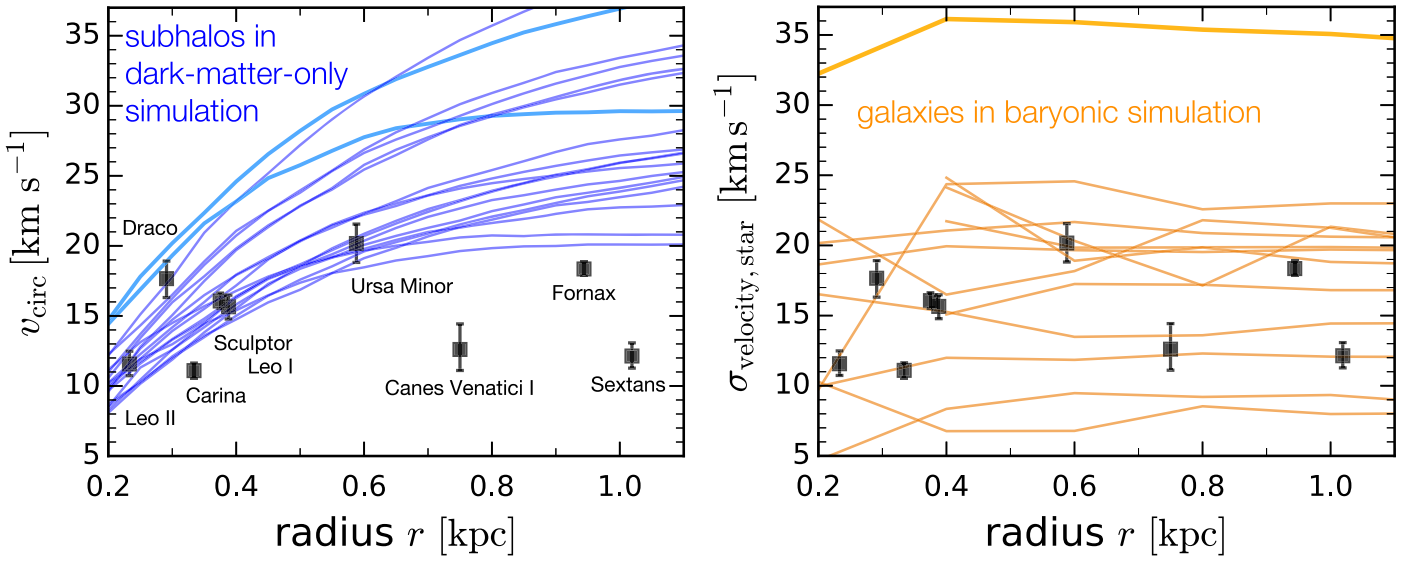 subhalos in
dark-matter-only
simulation
v_circ [km s⁻¹]
35
30
25
20
15
10
5
Draco
Ursa Minor
Fornax
Sculptor
Leo I
Canes Venatici I
Sextans
Carina
Leo II
0.2 0.4 0.6 0.8 1.0
radius r [kpc]
galaxies in baryonic simulation
σ_velocity, star [km s⁻¹]
35
30
25
20
15
10
5
0.2 0.4 0.6 0.8 1.0
radius r [kpc]